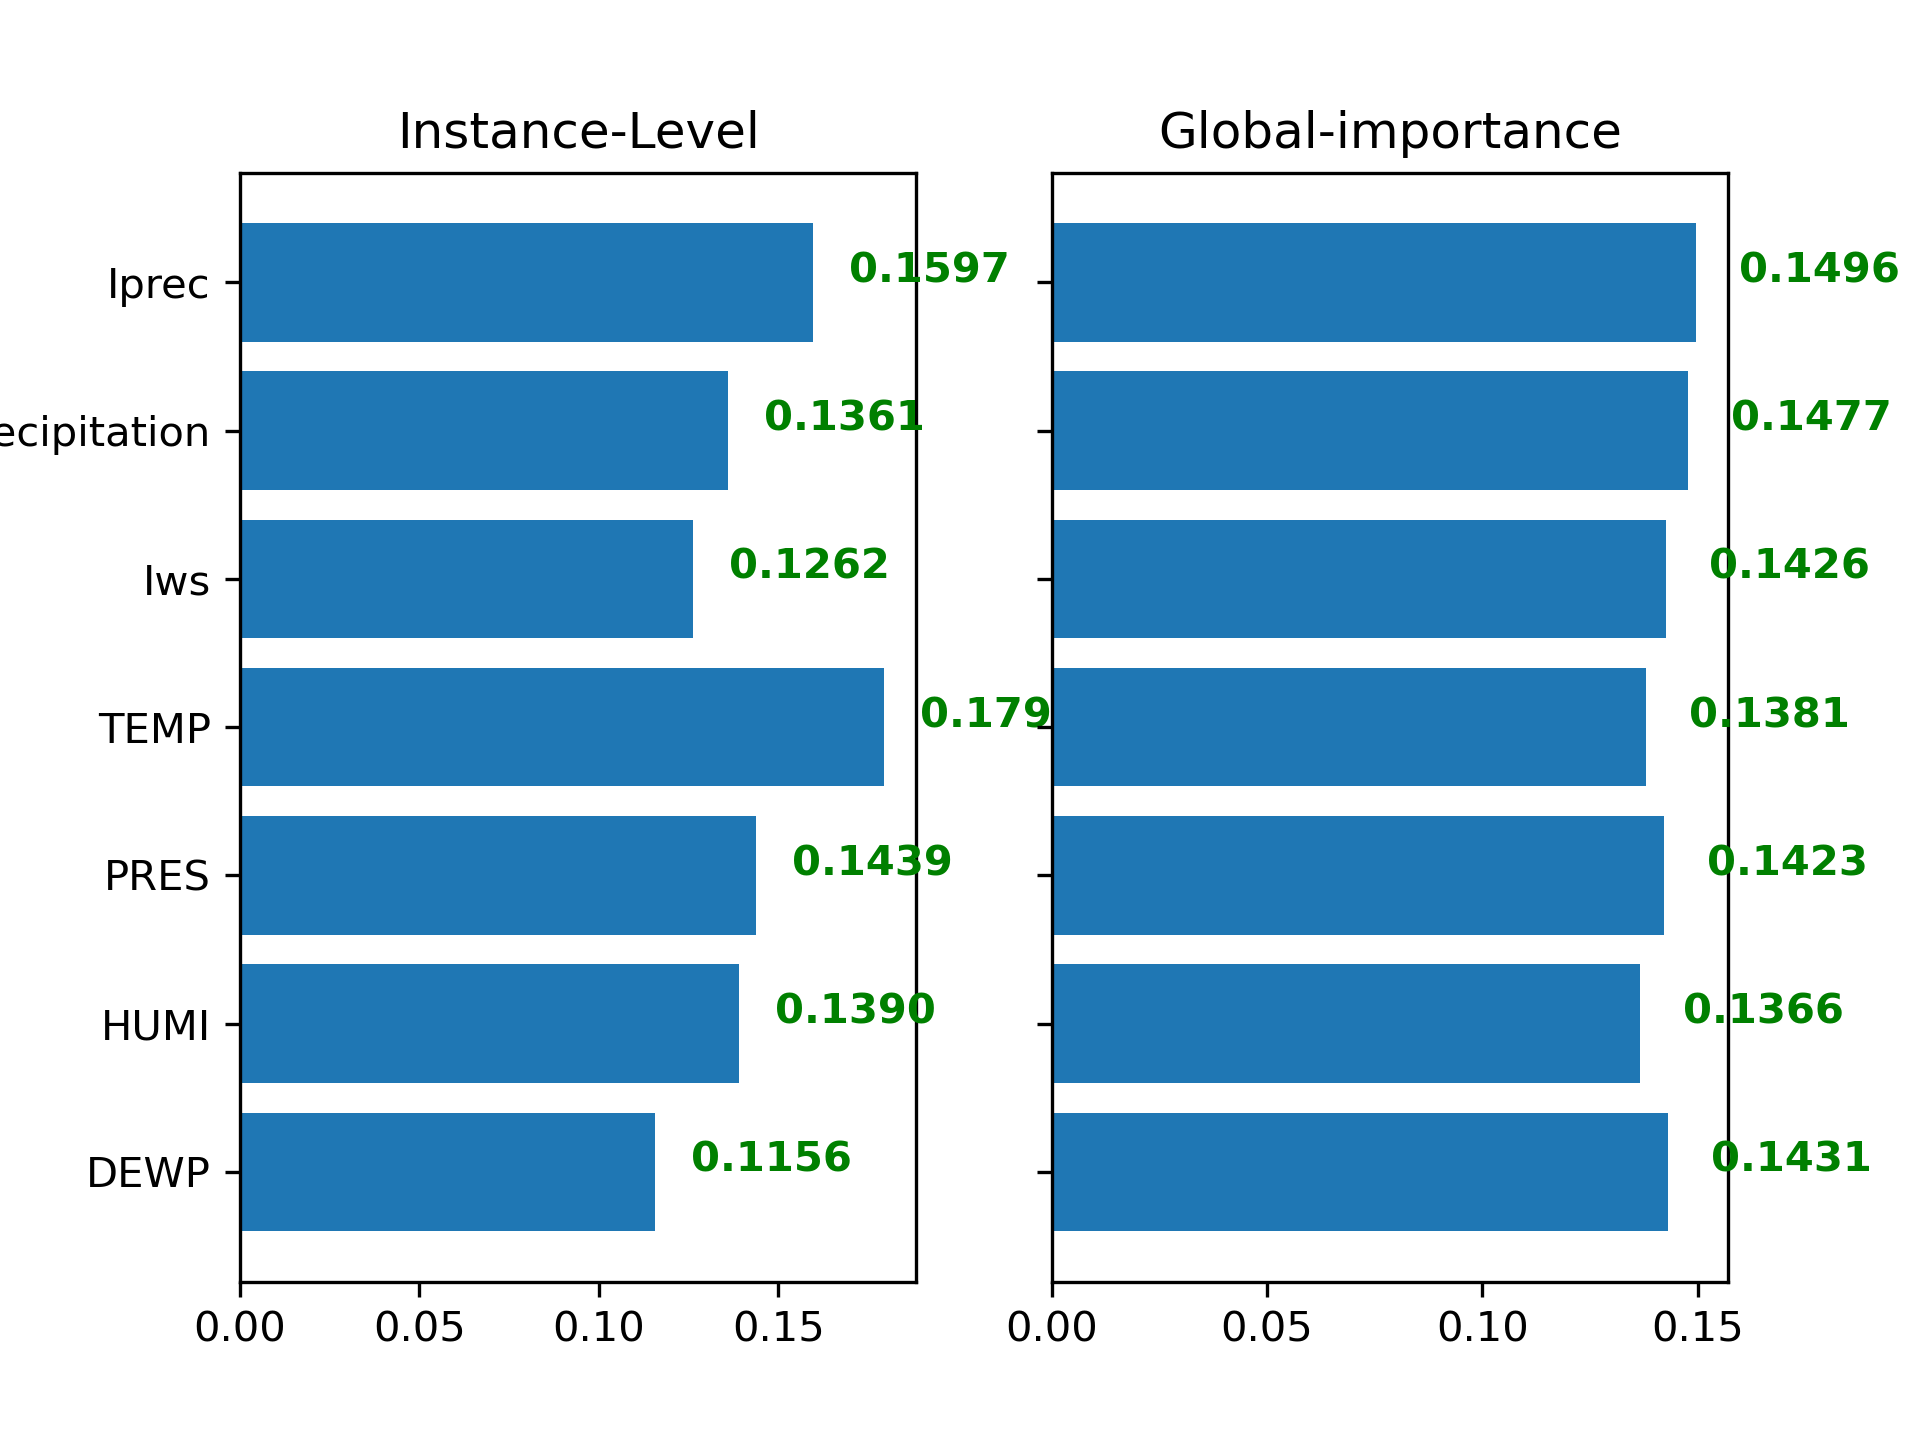 Instance-Level
Global-importance
Iprec
0.1597
0.1496
ecipitation
0.1361
0.1477
Iws
0.1262
0.1426
TEMP
0.179
0.1381
PRES
0.1439
0.1423
HUMI
0.1390
0.1366
DEWP
0.1156
0.1431
0.00 0.05 0.10 0.15
0.00 0.05 0.10 0.15